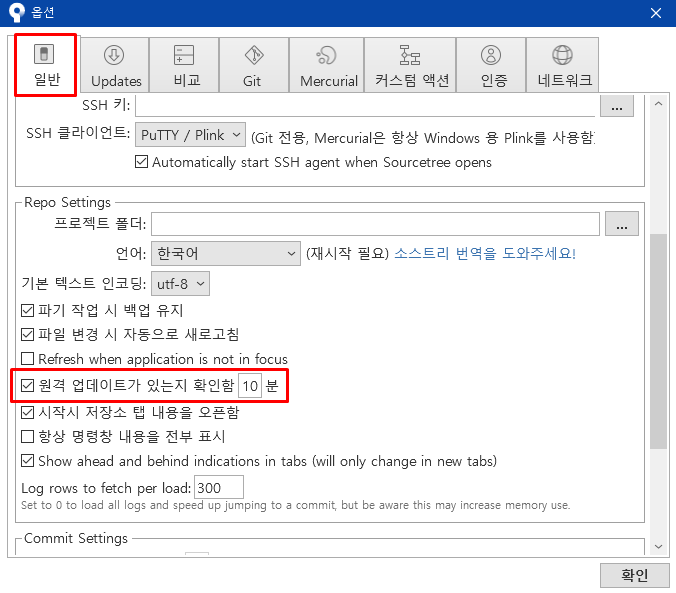 옵션
일반 Updates 비교 Git Mercurial 커스텀 액션 인증 네트워크
SSH 키: ...
SSH 클라이언트: PuTTY / Plink (Git 전용, Mercurial은 항상 Windows 용 Plink를 사용함)
Automatically start SSH agent when Sourcetree opens
Repo Settings
프로젝트 폴더: ...
언어: 한국어 (재시작 필요) 소스트리 번역을 도와주세요!
기본 텍스트 인코딩: utf-8
파기 작업 시 백업 유지
파일 변경 시 자동으로 새로고침
Refresh when application is not in focus
원격 업데이트가 있는지 확인함 10 분
시작시 저장소 탭 내용을 오픈함
항상 명령창 내용을 전부 표시
Show ahead and behind indications in tabs (will only change in new tabs)
Log rows to fetch per load: 300
Set to 0 to load all logs and speed up jumping to a commit, but be aware this may increase memory use.
Commit Settings
확인